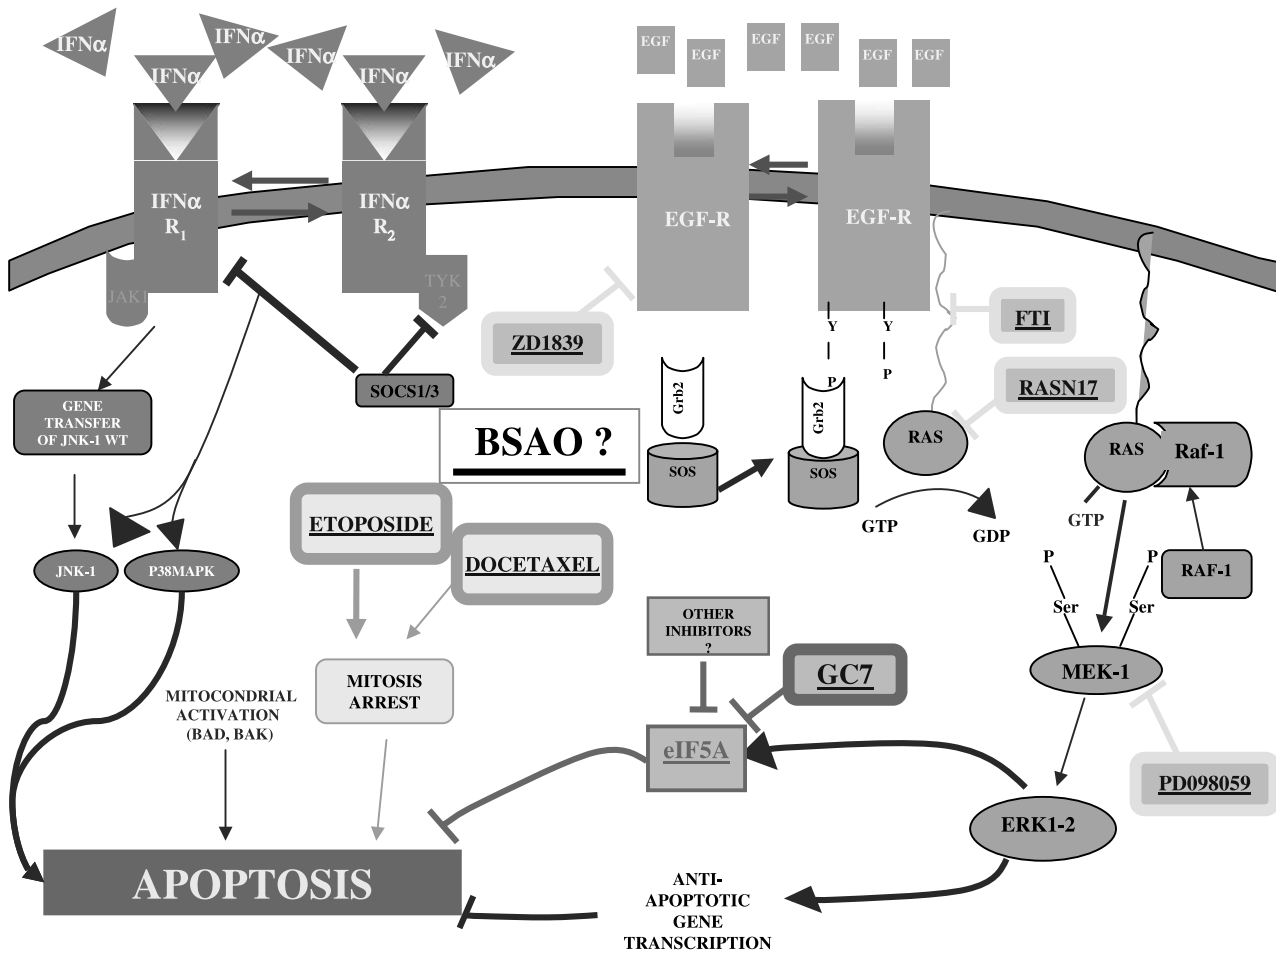 IFNα
IFNα
IFNα
IFNα
IFNα
IFNα
EGF
EGF
EGF
EGF
EGF
EGF
IFNα
R1
IFNα
R2
EGF-R
EGF-R
JAK1
TYK
2
ZD1839
FTI
RASN17
SOCS1/3
GENE
TRANSFER
OF JNK-1 WT
BSAO ?
Grb2
SOS
Y
Y
P
P
Grb2
SOS
RAS
GTP
GDP
RAS
Raf-1
GTP
RAF-1
ETOPOSIDE
DOCETAXEL
JNK-1
P38MAPK
P
P
Ser
Ser
MEK-1
OTHER
INHIBITORS
?
GC7
MITOSIS
ARREST
MITOCONDRIAL
ACTIVATION
(BAD, BAK)
eIF5A
PD098059
ERK1-2
APOPTOSIS
ANTI-
APOPTOTIC
GENE
TRANSCRIPTION